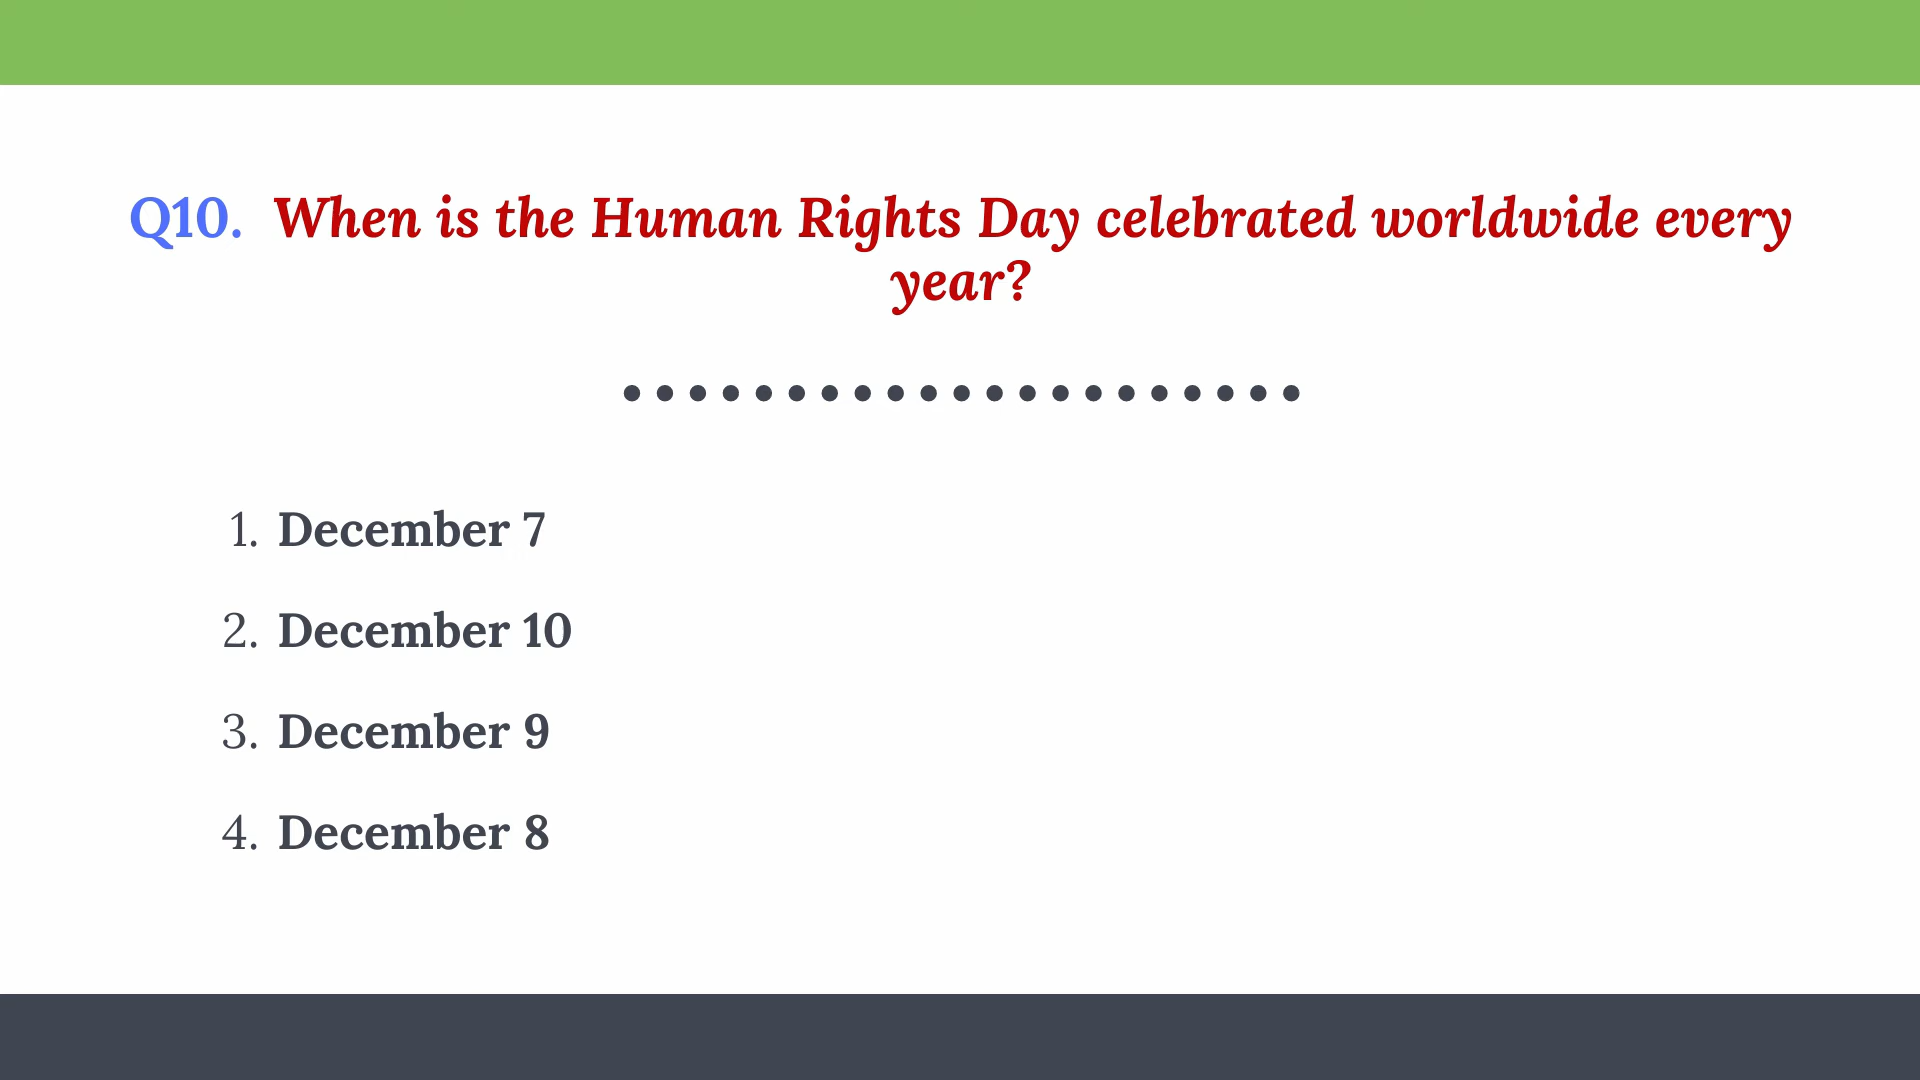 Q10. When is the Human Rights Day celebrated worldwide every
year?
1. December 7
2. December 10
3. December 9
4. December 8